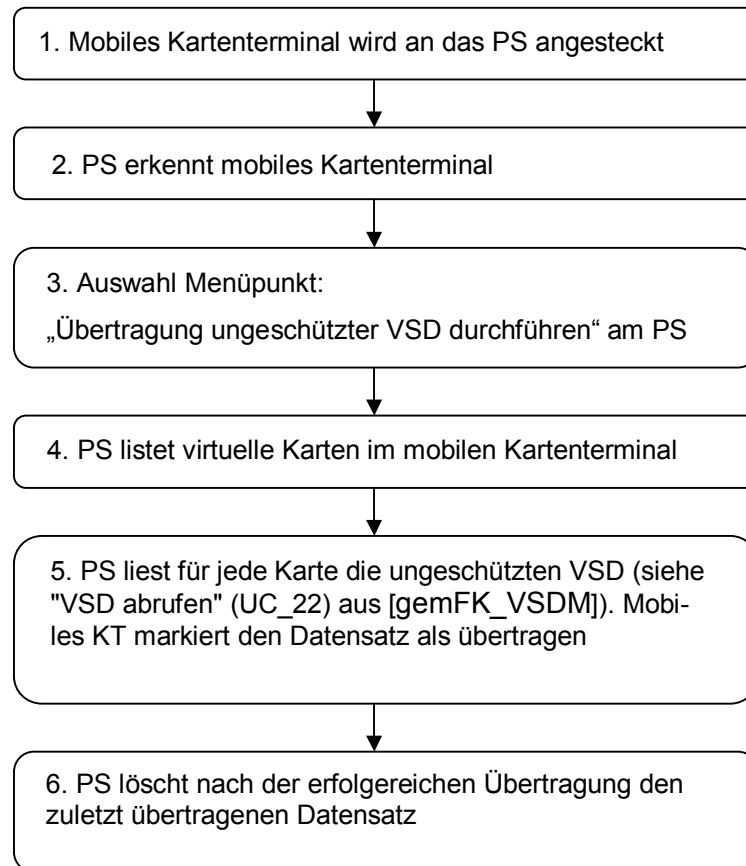 1. Mobiles Kartenterminal wird an das PS angesteckt
2. PS erkennt mobiles Kartenterminal
3. Auswahl Menüpunkt:
„Übertragung ungeschützter VSD durchführen“ am PS
4. PS listet virtuelle Karten im mobilen Kartenterminal
5. PS liest für jede Karte die ungeschützten VSD (siehe
"VSD abrufen" (UC_22) aus [gemFK_VSDM]). Mobi-
les KT markiert den Datensatz als übertragen
6. PS löscht nach der erfolgereichen Übertragung den
zuletzt übertragenen Datensatz